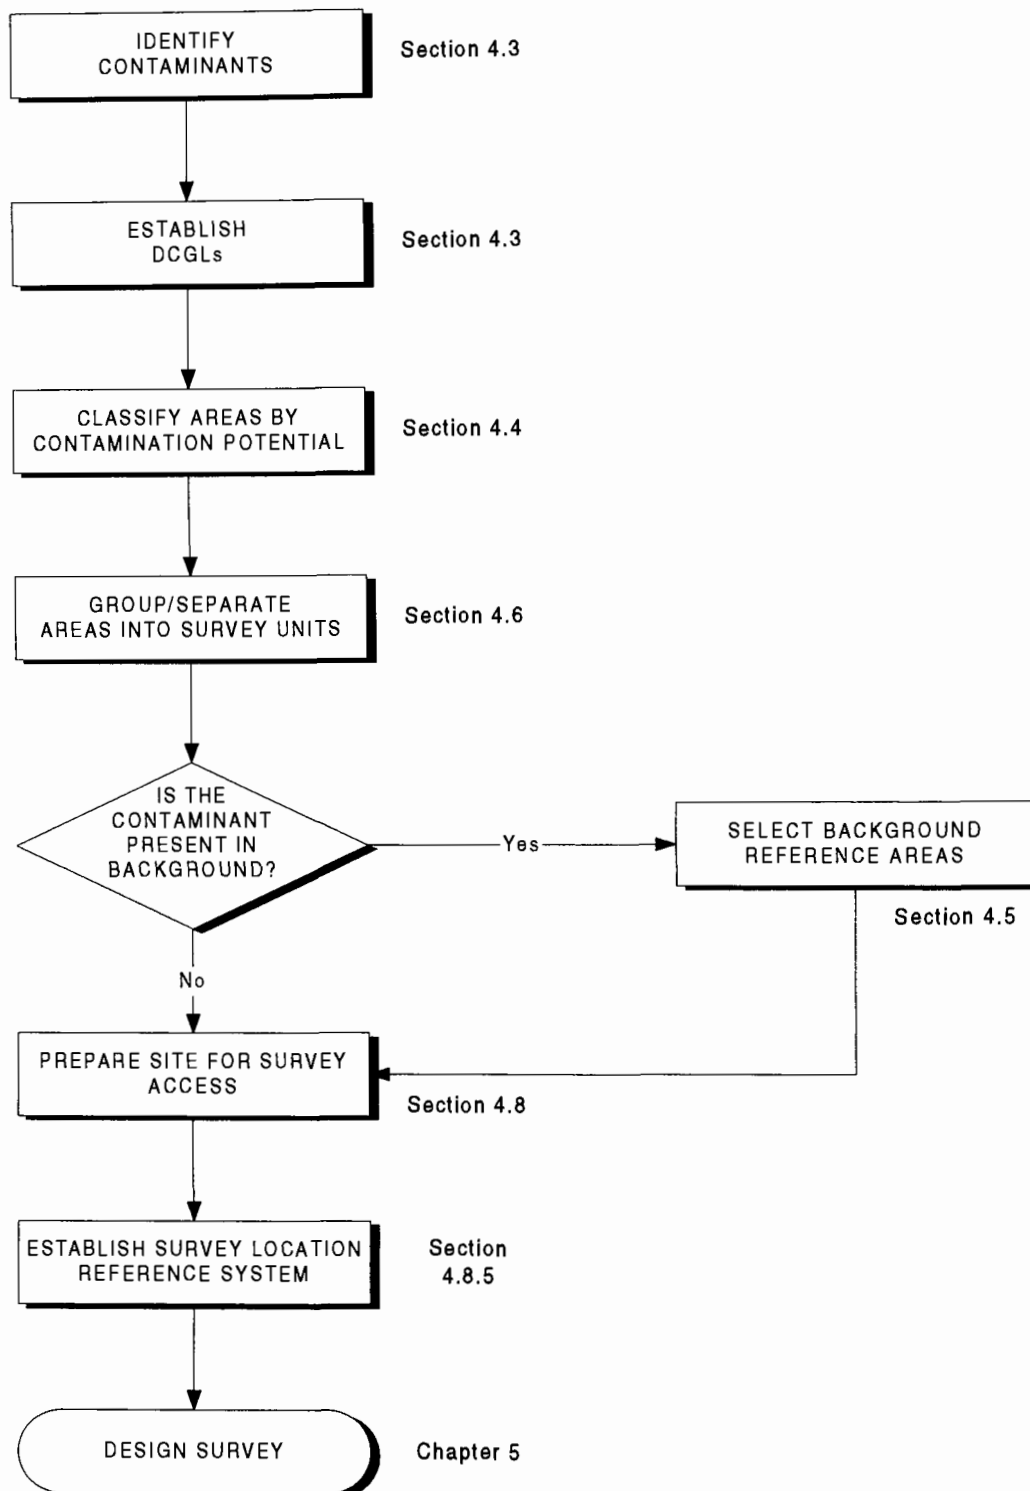 IDENTIFY
CONTAMINANTS
Section 4.3
ESTABLISH
DCGLs
Section 4.3
CLASSIFY AREAS BY
CONTAMINATION POTENTIAL
Section 4.4
GROUP/SEPARATE
AREAS INTO SURVEY UNITS
Section 4.6
IS THE
CONTAMINANT
PRESENT IN
BACKGROUND?
Yes
SELECT BACKGROUND
REFERENCE AREAS
Section 4.5
No
PREPARE SITE FOR SURVEY
ACCESS
Section 4.8
ESTABLISH SURVEY LOCATION
REFERENCE SYSTEM
Section
4.8.5
DESIGN SURVEY
Chapter 5